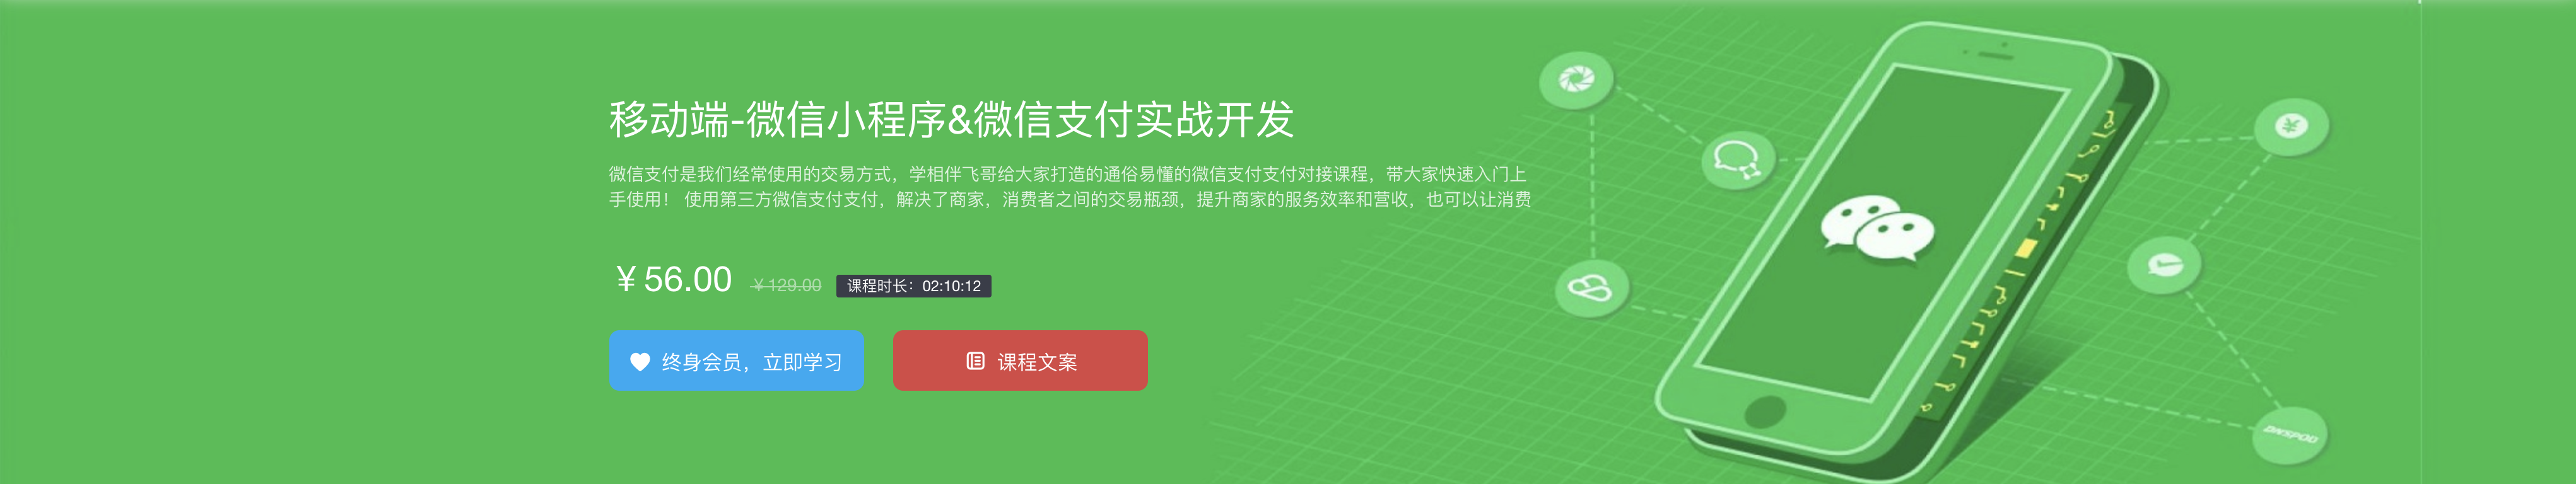 移动端-微信小程序&微信支付实战开发
微信支付是我们经常使用的交易方式，学相伴飞哥给大家打造的通俗易懂的微信支付支付对接课程，带大家快速入门上
手使用！ 使用第三方微信支付支付，解决了商家，消费者之间的交易瓶颈，提升商家的服务效率和营收，也可以让消费
￥56.00 ￥129.00 课程时长：02:10:12
终身会员，立即学习 课程文案
DNSPOD